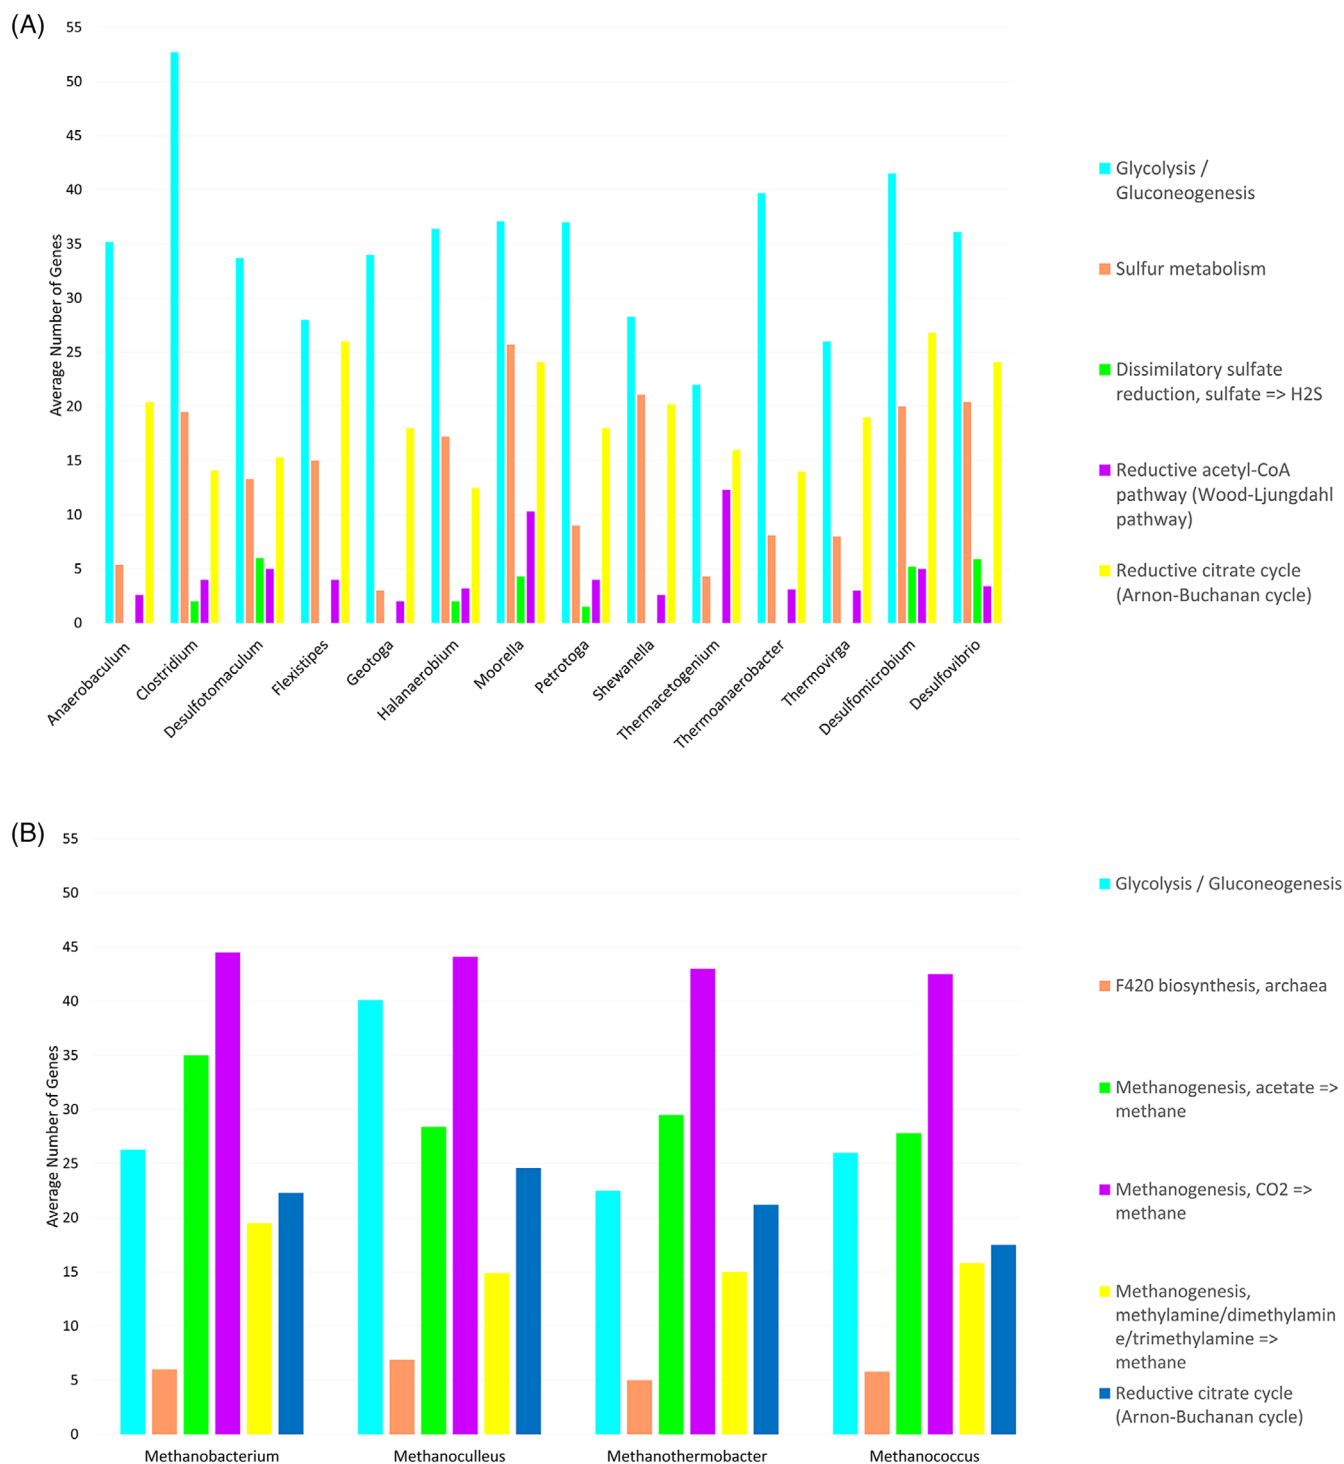 (A)
55
50
45
40
35
30
25
20
15
10
5
0
Average Number of Genes
Anaerobaculum
Clostridium
Desulfotomaculum
Flexistipes
Geotoga
Halanaerobium
Moorella
Petrotoga
Shewanella
Thermacetogenium
Thermoanaerobacter
Thermovirga
Desulfomicrobium
Desulfovibrio
Glycolysis /
Gluconeogenesis
Sulfur metabolism
Dissimilatory sulfate
reduction, sulfate => H2S
Reductive acetyl-CoA
pathway (Wood-Ljungdahl
pathway)
Reductive citrate cycle
(Arnon-Buchanan cycle)
(B)
55
50
45
40
35
30
25
20
15
10
5
0
Average Number of Genes
Methanobacterium
Methanoculleus
Methanothermobacter
Methanococcus
Glycolysis / Gluconeogenesis
F420 biosynthesis, archaea
Methanogenesis, acetate =>
methane
Methanogenesis, CO2 =>
methane
Methanogenesis,
methylamine/dimethylamin
e/trimethylamine =>
methane
Reductive citrate cycle
(Arnon-Buchanan cycle)